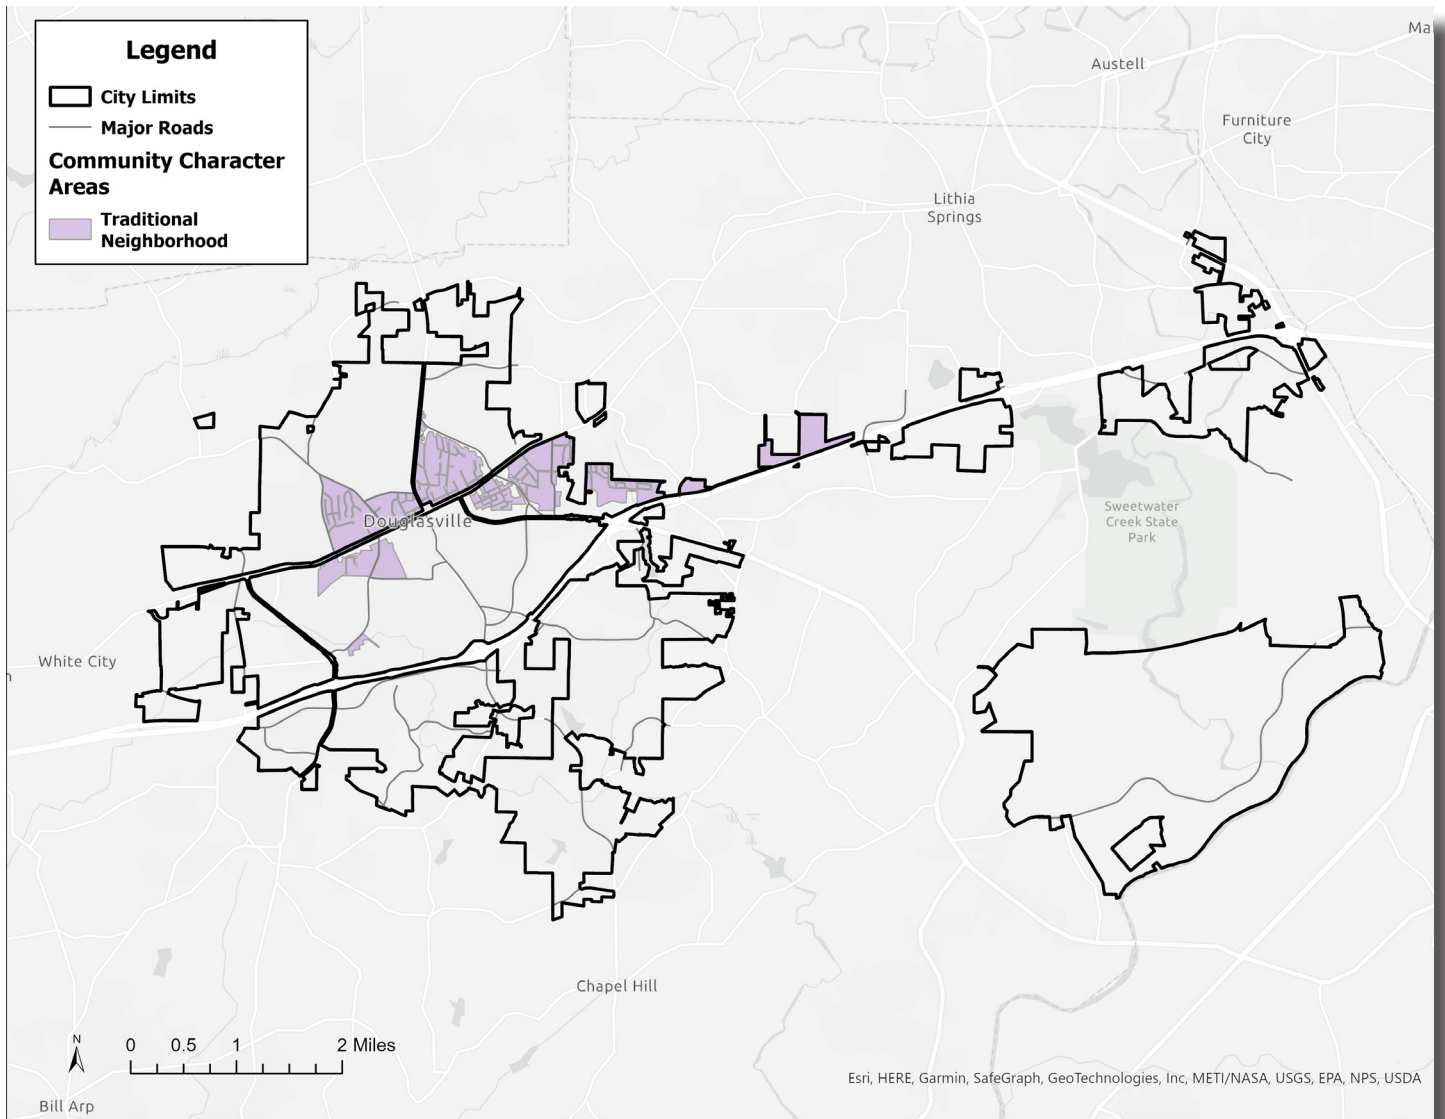 Legend
City Limits
Major Roads
Community Character
Areas
Traditional
Neighborhood
Austell
Furniture
City
Lithia
Springs
Douglasville
Sweetwater
Creek State
Park
White City
Chapel Hill
N
0 0.5 1 2 Miles
Esri, HERE, Garmin, SafeGraph, GeoTechnologies, Inc, METI/NASA, USGS, EPA, NPS, USDA
Bill Arp